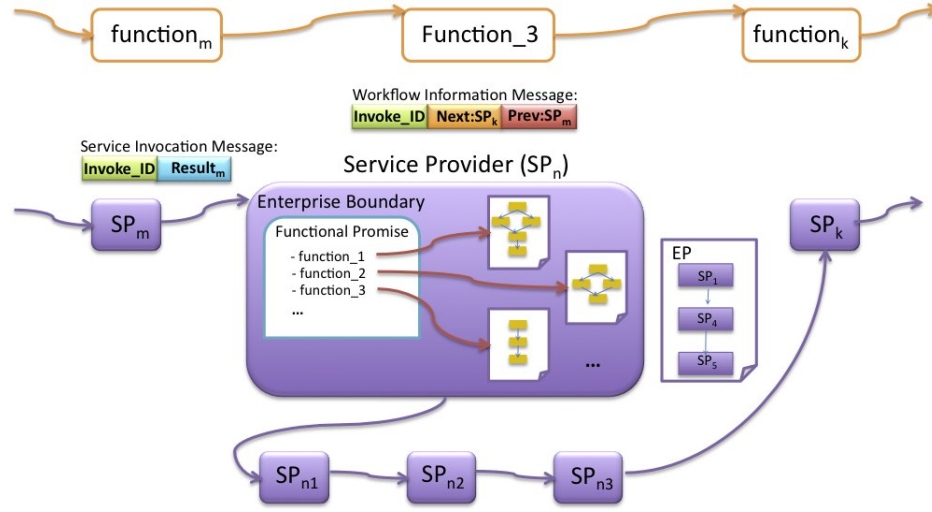 functionm
Function_3
functionk
Workflow Information Message:
Invoke_ID Next:SPk Prev:SPm
Service Invocation Message:
Invoke_ID Resultm
Service Provider (SPn)
SPm
Enterprise Boundary
Functional Promise
- function_1
- function_2
- function_3
...
...
EP
SP1
SP4
SP5
SPk
SPn1
SPn2
SPn3